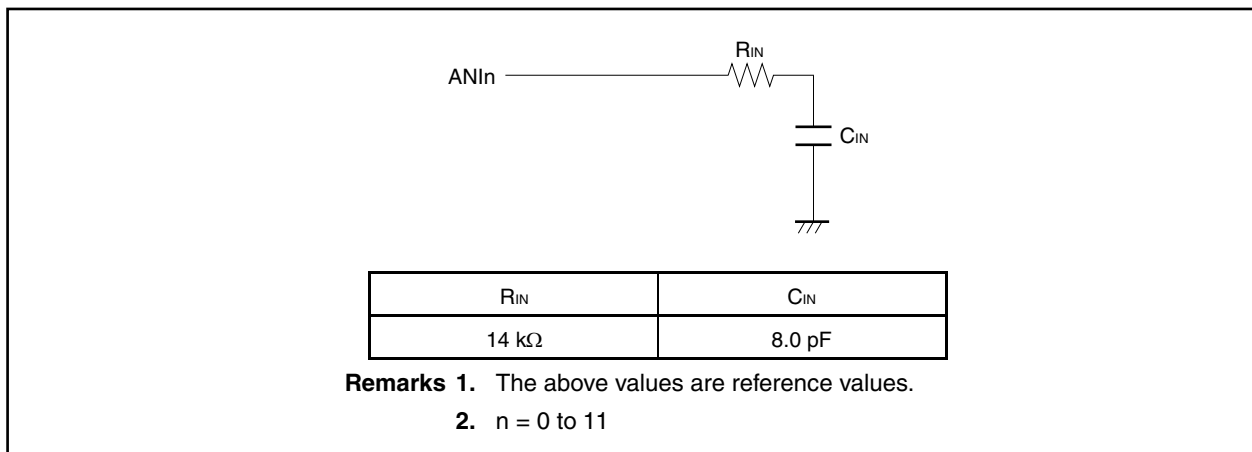 RIN
ANIn
CIN
RIN CIN
14 kΩ 8.0 pF
Remarks 1. The above values are reference values.
2. n = 0 to 11